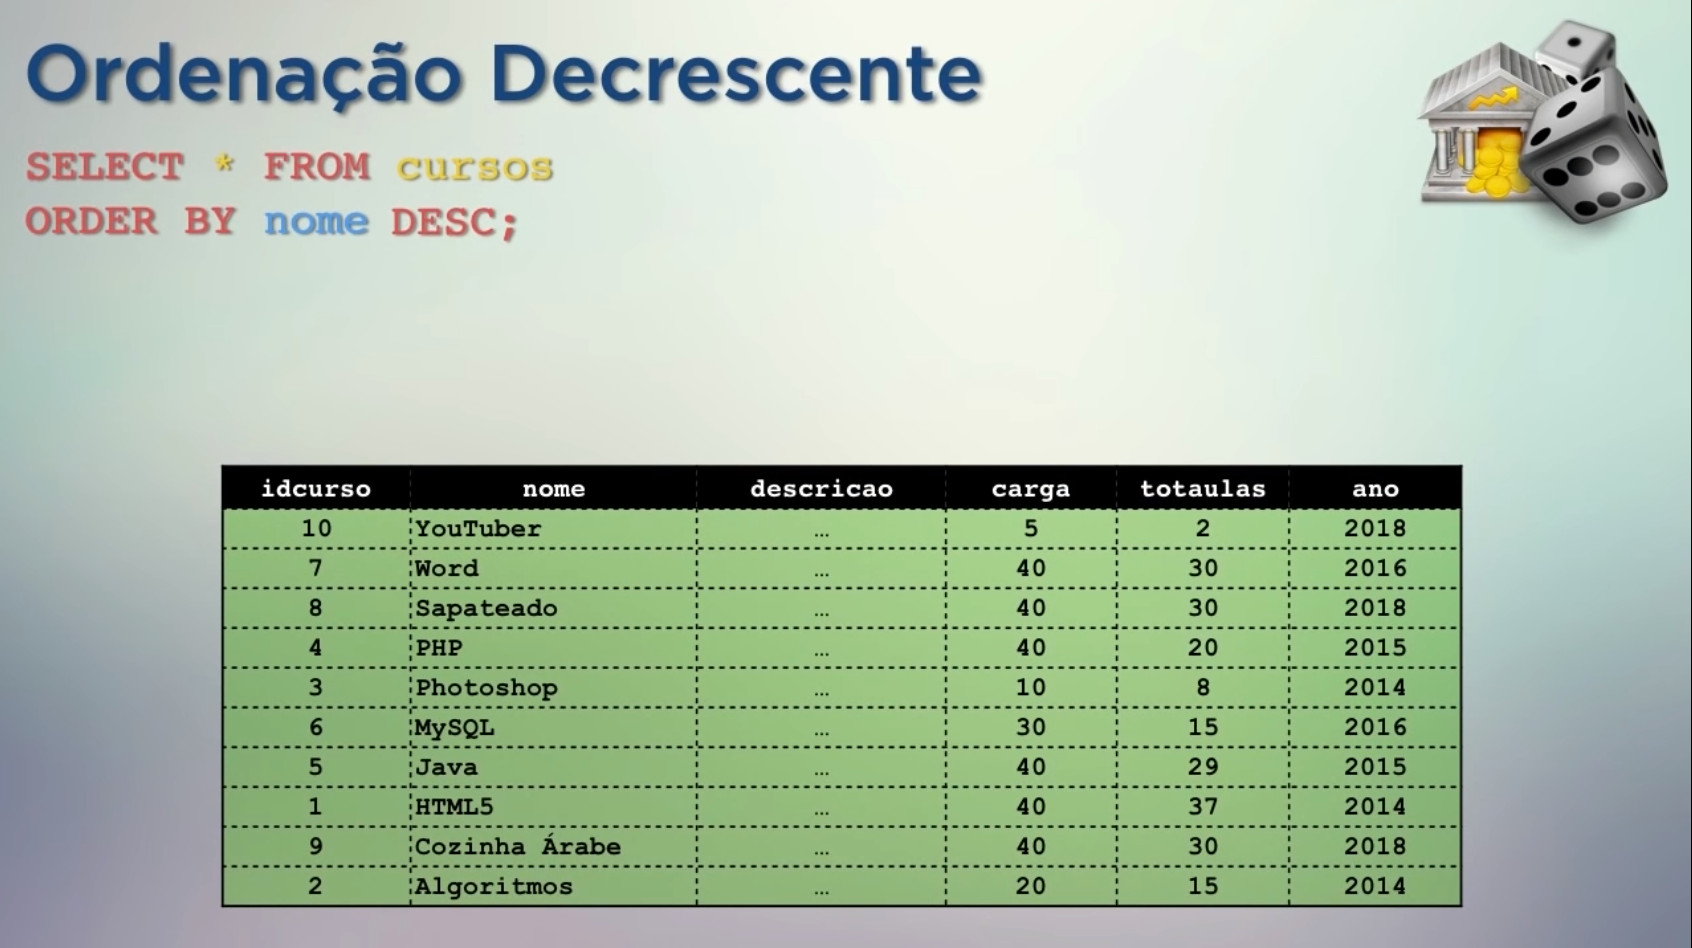 Ordenação Decrescente
SELECT * FROM cursos
ORDER BY nome DESC;
idcurso nome descricao carga totaulas ano
10 YouTuber ... 5 2 2018
7 Word ... 40 30 2016
8 Sapateado ... 40 30 2018
4 PHP ... 40 20 2015
3 Photoshop ... 10 8 2014
6 MySQL ... 30 15 2016
5 Java ... 40 29 2015
1 HTML5 ... 40 37 2014
9 Cozinha Árabe ... 40 30 2018
2 Algoritmos ... 20 15 2014